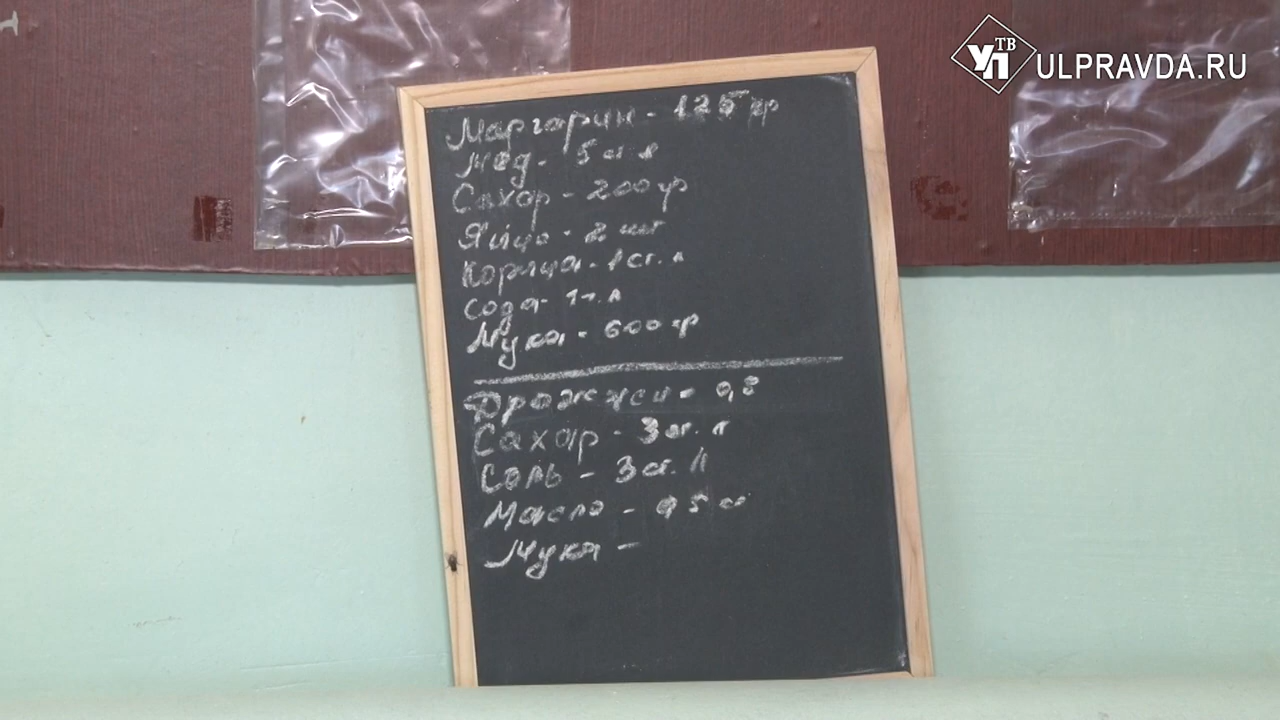 УП ТВ
ULPRAVDA.RU
Маргарин - 125 гр
Мёд - 5 ст л
Сахар - 200 гр
Яйцо - 2 шт
Корица - 1 ст. л
Сода - 1 ч. л
Мука - 600 гр
Дрожжи - 0,8
Сахар - 3 ст. л
Соль - 3 ст. л
Масло - 0,5
Мука -